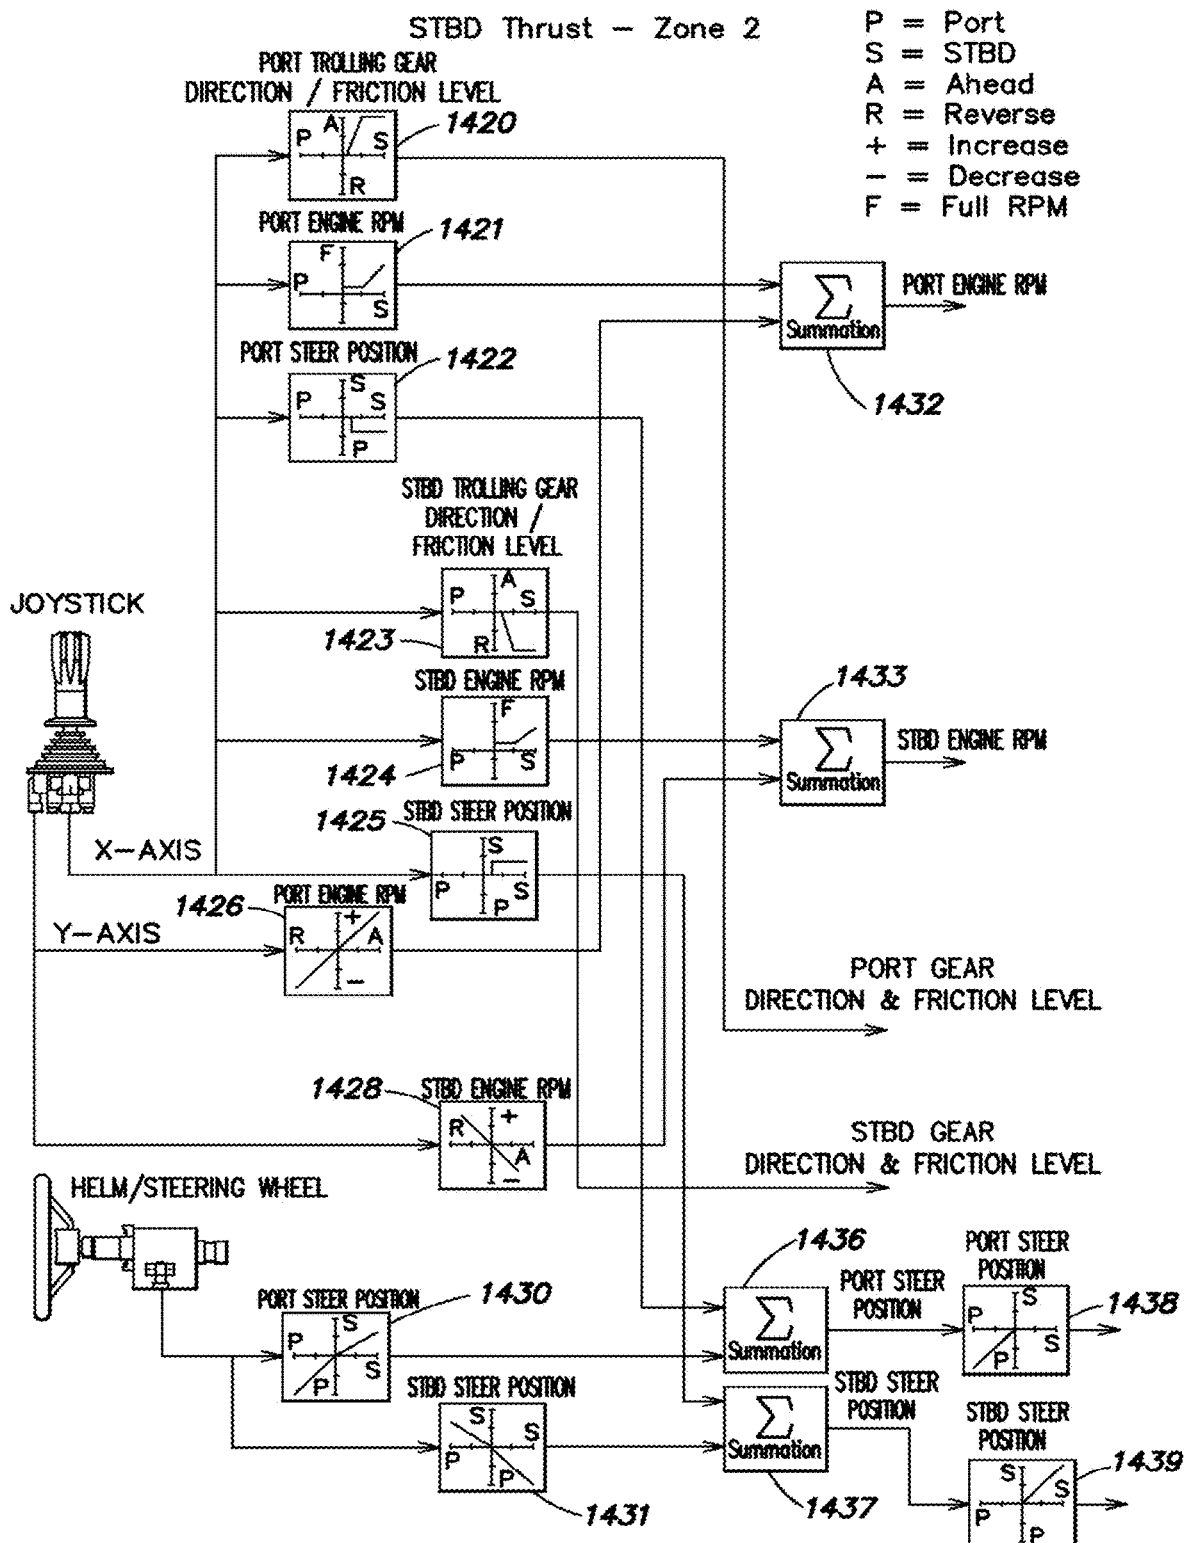 STBD Thrust – Zone 2
P = Port
S = STBD
A = Ahead
R = Reverse
+ = Increase
– = Decrease
F = Full RPM
PORT TROLLING GEAR
DIRECTION / FRICTION LEVEL
1420
P A S R
PORT ENGINE RPM
1421
F P S
Σ
Summation
PORT ENGINE RPM
1432
PORT STEER POSITION
1422
P S S P
STBD TROLLING GEAR
DIRECTION /
FRICTION LEVEL
P A S R
1423
JOYSTICK
STBD ENGINE RPM
F P S
1424
1433
Σ
Summation
STBD ENGINE RPM
STBD STEER POSITION
1425
S P S P
X–AXIS
PORT ENGINE RPM
1426
R + A –
Y–AXIS
PORT GEAR
DIRECTION & FRICTION LEVEL
STBD ENGINE RPM
1428
R + A –
STBD GEAR
DIRECTION & FRICTION LEVEL
HELM/STEERING WHEEL
PORT STEER POSITION
1430
P S S P
STBD STEER POSITION
S S P P
1431
1436
Σ
Summation
PORT STEER
POSITION
PORT STEER
POSITION
P S S P
1438
Σ
Summation
1437
STBD STEER
POSITION
STBD STEER
POSITION
S S P P
1439